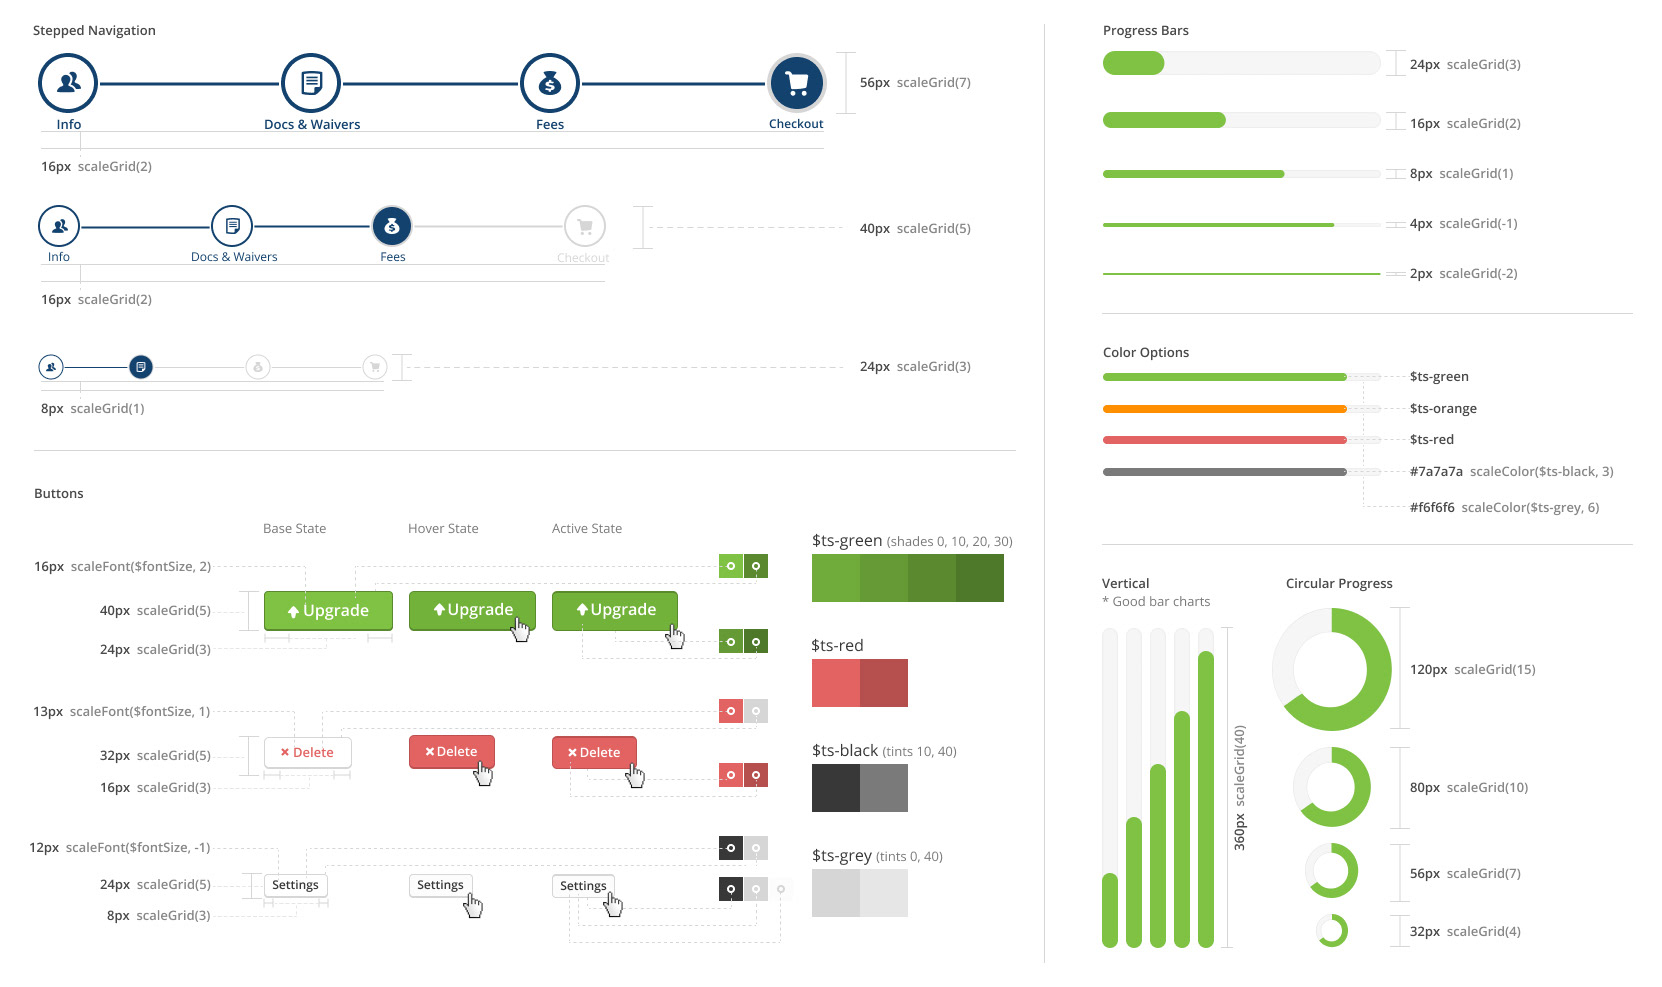 Stepped Navigation
Info
Docs & Waivers
Fees
Checkout
56px scaleGrid(7)
16px scaleGrid(2)
Info
Docs & Waivers
Fees
Checkout
40px scaleGrid(5)
16px scaleGrid(2)
24px scaleGrid(3)
8px scaleGrid(1)
Buttons
Base State
Hover State
Active State
16px scaleFont($fontSize, 2)
40px scaleGrid(5)
Upgrade
Upgrade
Upgrade
24px scaleGrid(3)
13px scaleFont($fontSize, 1)
32px scaleGrid(5)
Delete
Delete
Delete
16px scaleGrid(3)
12px scaleFont($fontSize, -1)
24px scaleGrid(5)
Settings
Settings
Settings
8px scaleGrid(3)
$ts-green (shades 0, 10, 20, 30)
$ts-red
$ts-black (tints 10, 40)
$ts-grey (tints 0, 40)
Progress Bars
24px scaleGrid(3)
16px scaleGrid(2)
8px scaleGrid(1)
4px scaleGrid(-1)
2px scaleGrid(-2)
Color Options
$ts-green
$ts-orange
$ts-red
#7a7a7a scaleColor($ts-black, 3)
#f6f6f6 scaleColor($ts-grey, 6)
Vertical
* Good bar charts
360px scaleGrid(40)
Circular Progress
120px scaleGrid(15)
80px scaleGrid(10)
56px scaleGrid(7)
32px scaleGrid(4)